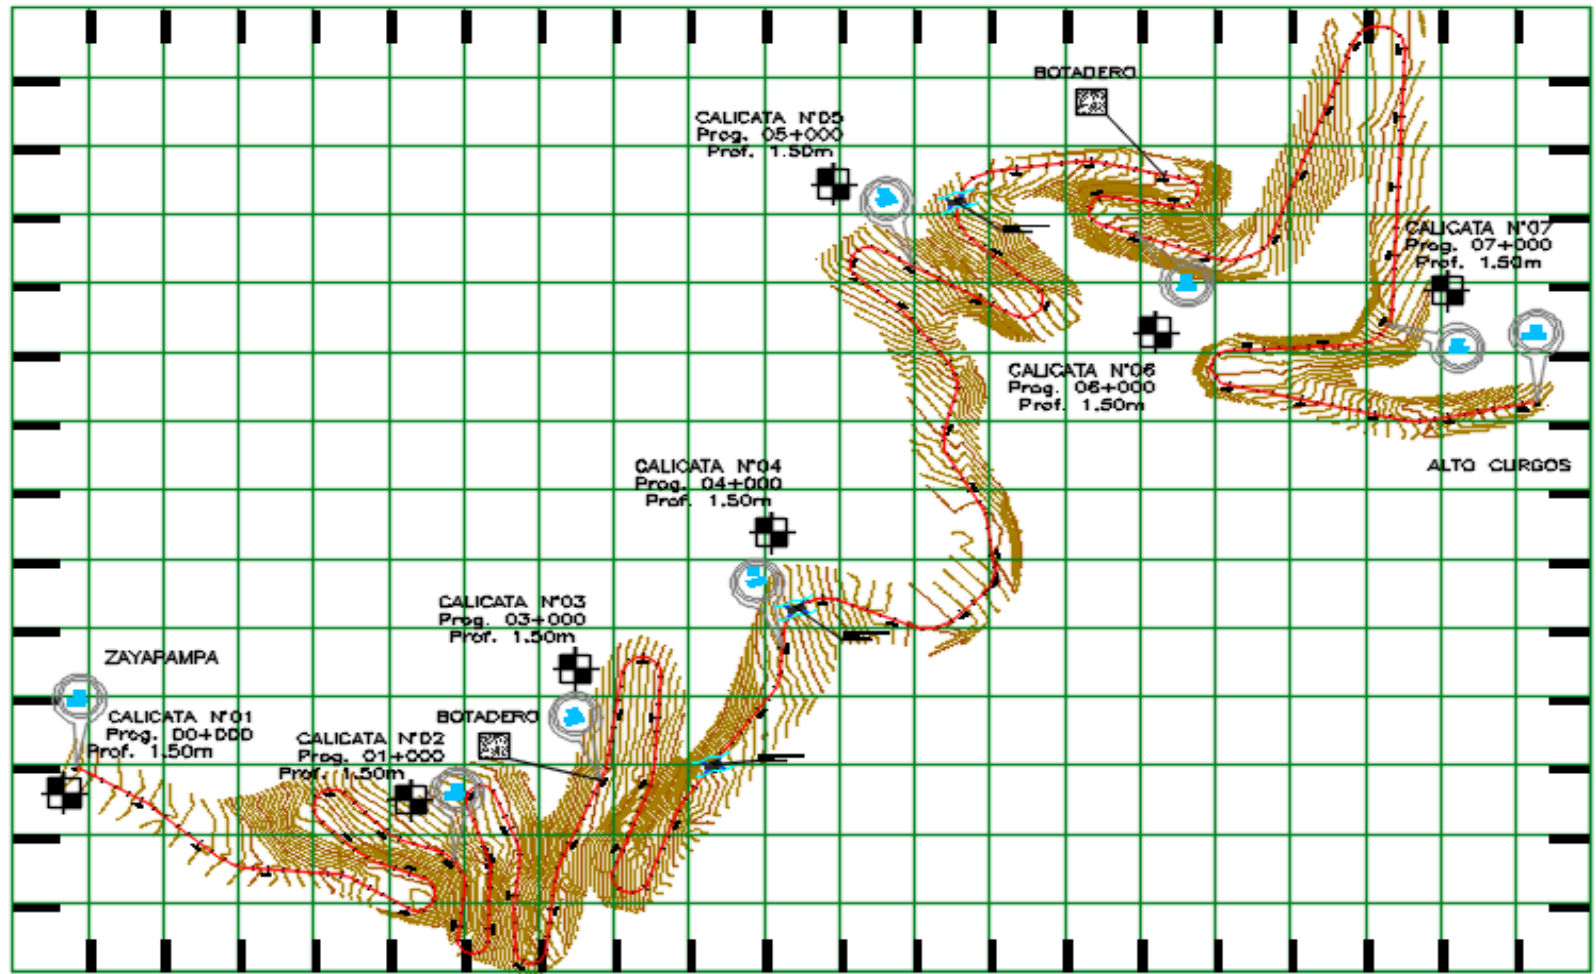 BOTADERO
CALICATA N°05
Prog. 05+000
Prof. 1.50m
CALICATA N°07
Prog. 07+000
Prof. 1.50m
CALICATA N°06
Prog. 06+000
Prof. 1.50m
ALTO CURGOS
CALICATA N°04
Prog. 04+000
Prof. 1.50m
CALICATA N°03
Prog. 03+000
Prof. 1.50m
ZAYAPAMPA
CALICATA N°01
Prog. 00+000
Prof. 1.50m
BOTADERO
CALICATA N°02
Prog. 01+000
Prof. 1.50m